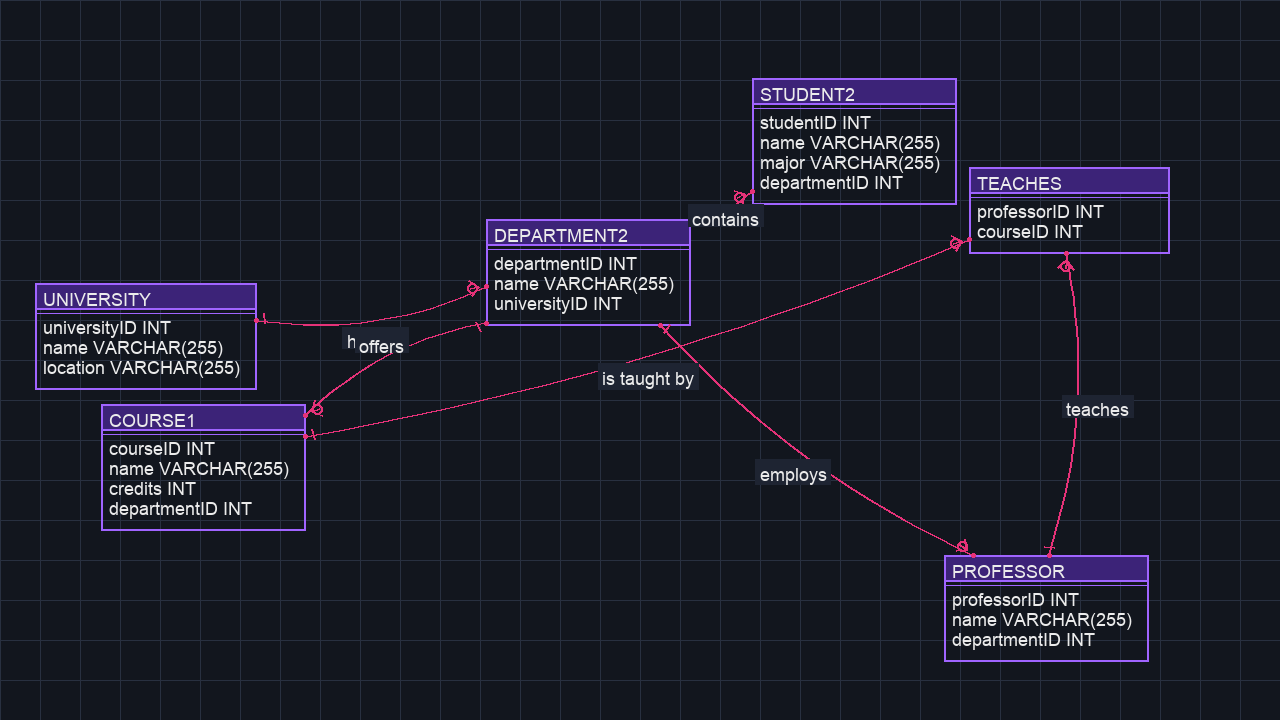 STUDENT2
studentID INT
name VARCHAR(255)
major VARCHAR(255)
departmentID INT
TEACHES
professorID INT
courseID INT
contains
DEPARTMENT2
departmentID INT
name VARCHAR(255)
universityID INT
UNIVERSITY
universityID INT
name VARCHAR(255)
location VARCHAR(255)
offers
is taught by
COURSE1
courseID INT
name VARCHAR(255)
credits INT
departmentID INT
teaches
employs
PROFESSOR
professorID INT
name VARCHAR(255)
departmentID INT